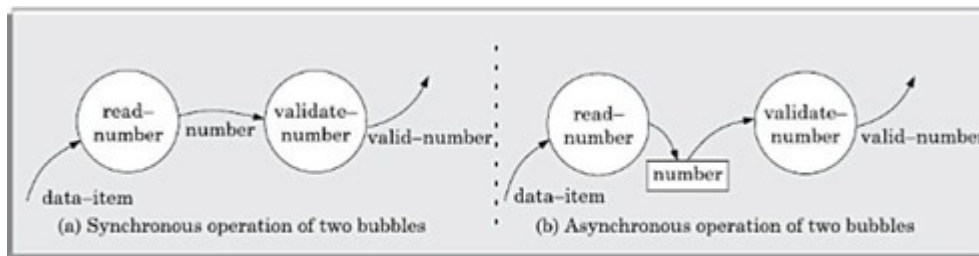 read–
number
number
validate–
number
valid–number
data–item
(a) Synchronous operation of two bubbles
read–
number
number
validate–
number
valid–number
data–item
(b) Asynchronous operation of two bubbles